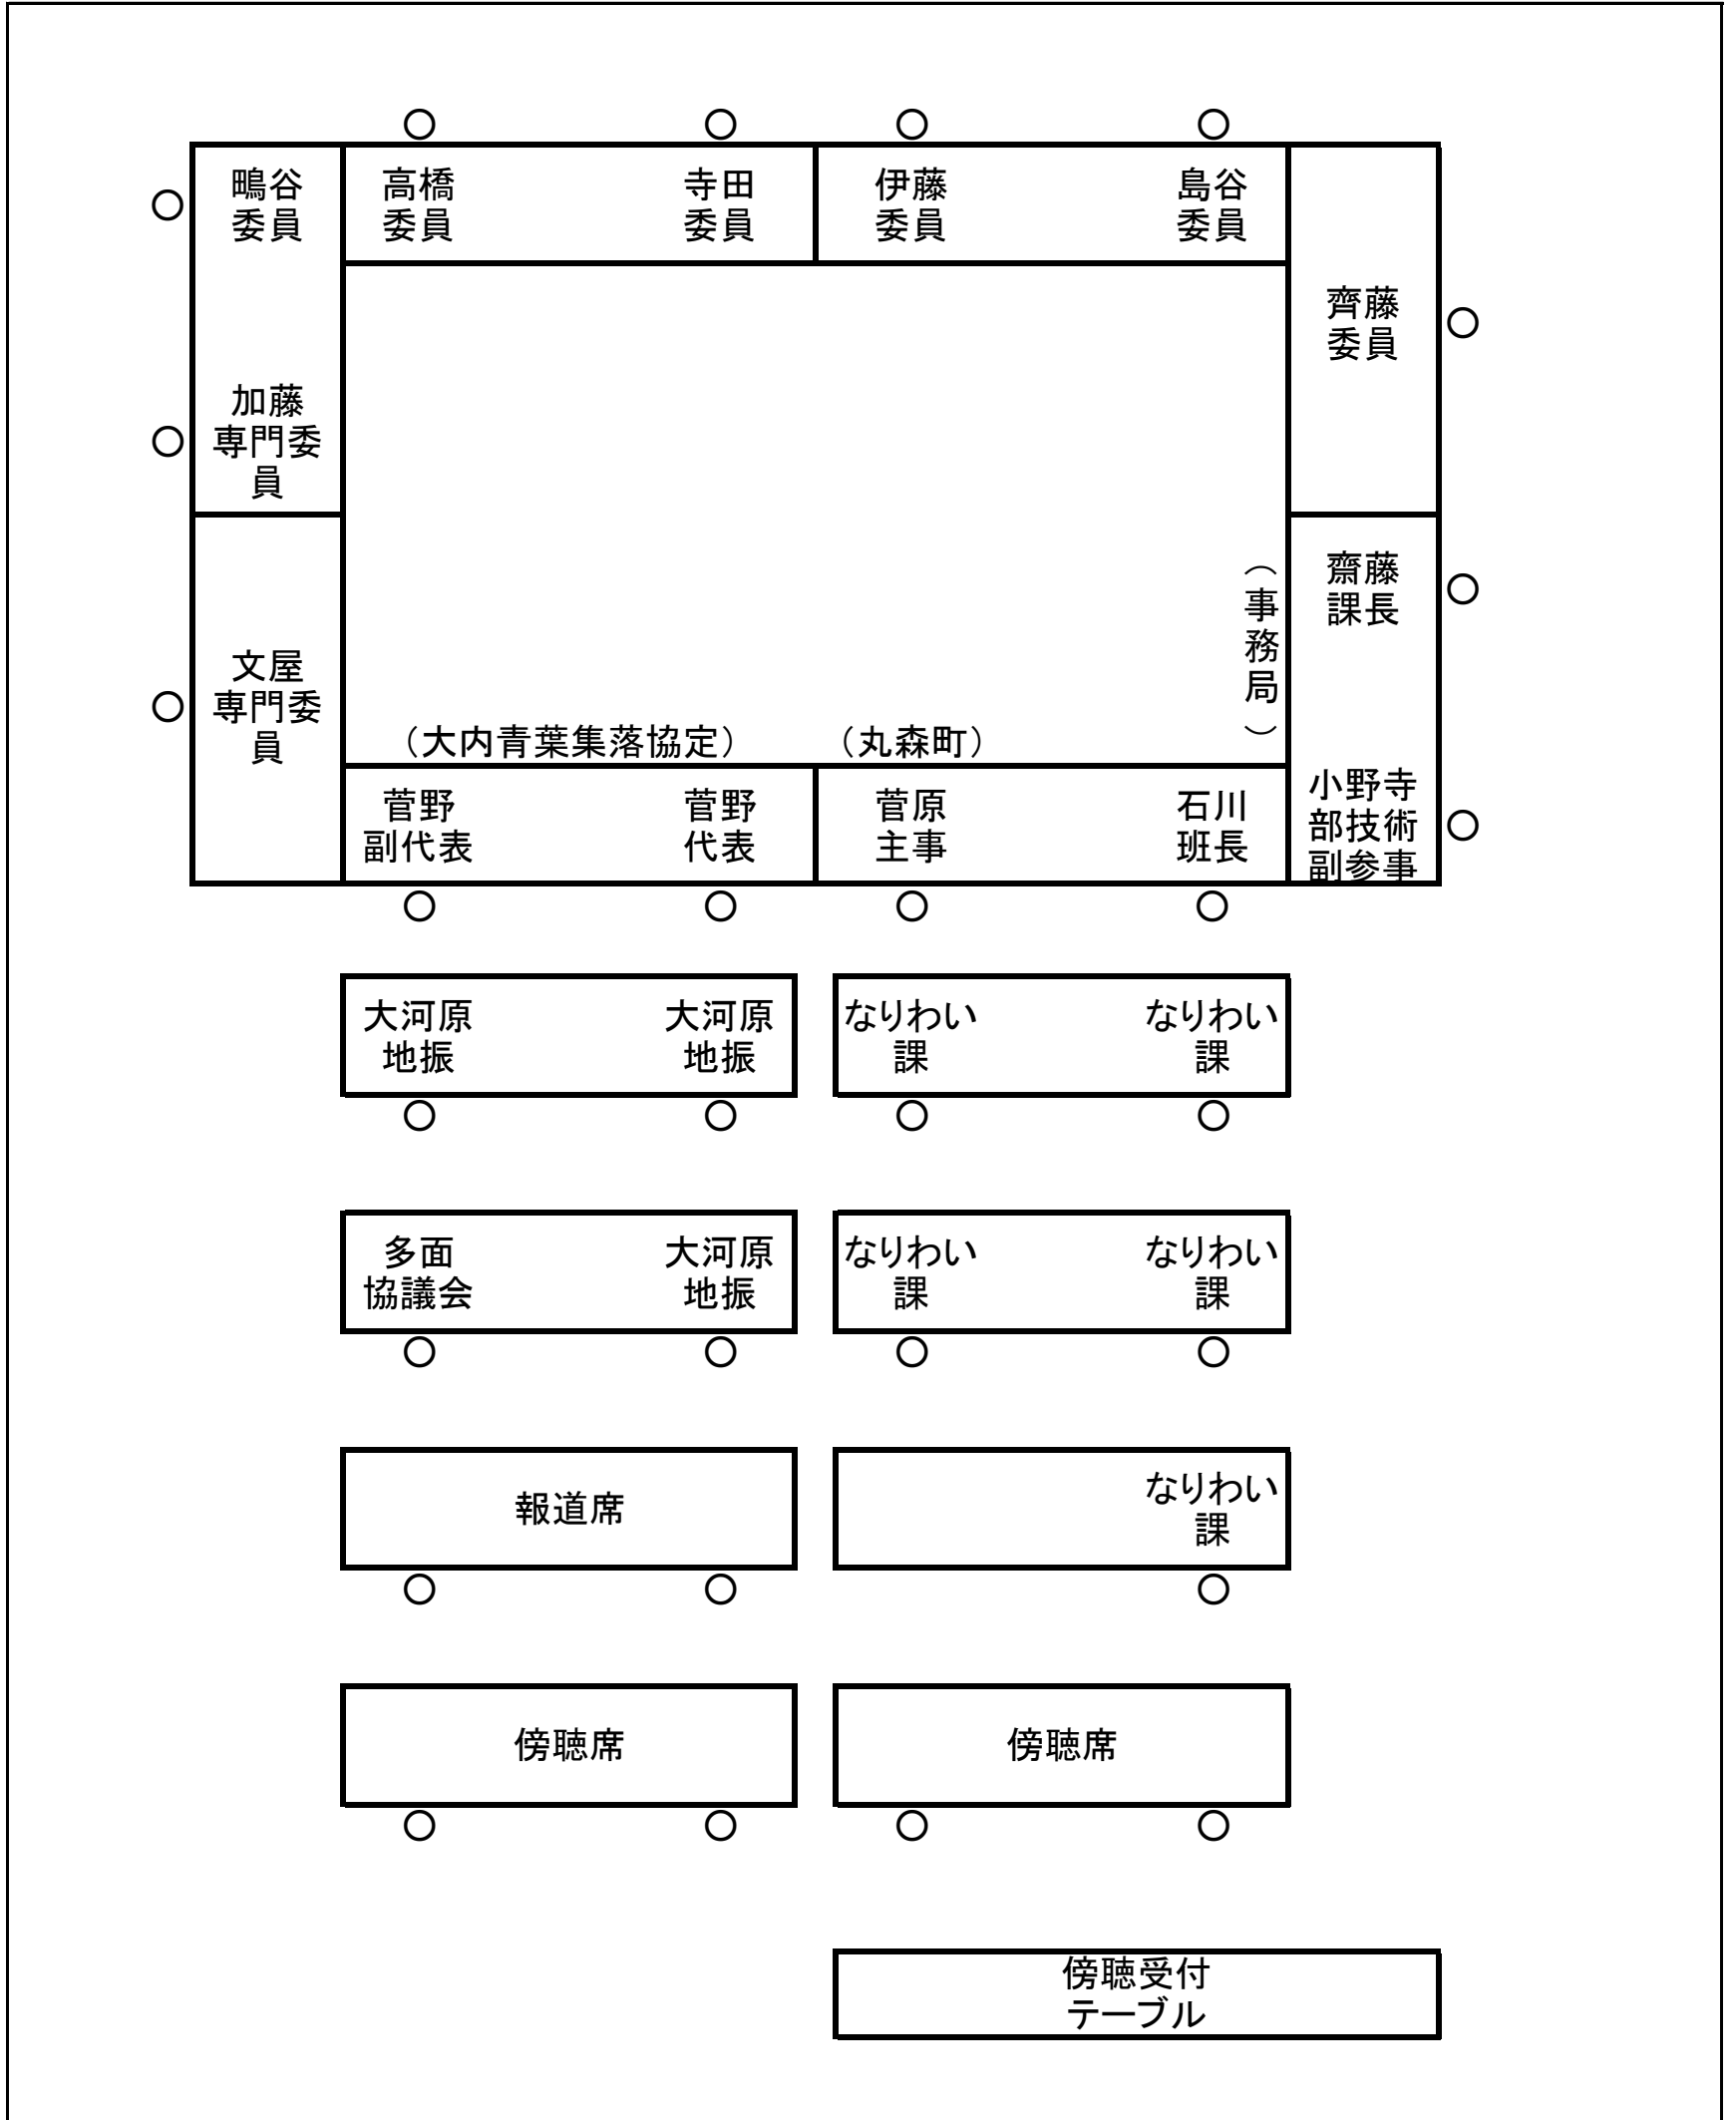 鴫谷
委員
高橋
委員
寺田
委員
伊藤
委員
島谷
委員
齊藤
委員
加藤
専門委
員
文屋
専門委
員
齋藤
課長
（事務局）
（大内青葉集落協定）
（丸森町）
菅野
副代表
菅野
代表
菅原
主事
石川
班長
小野寺
部技術
副参事
大河原
地振
大河原
地振
なりわい
課
なりわい
課
多面
協議会
大河原
地振
なりわい
課
なりわい
課
報道席
なりわい
課
傍聴席
傍聴席
傍聴受付
テーブル